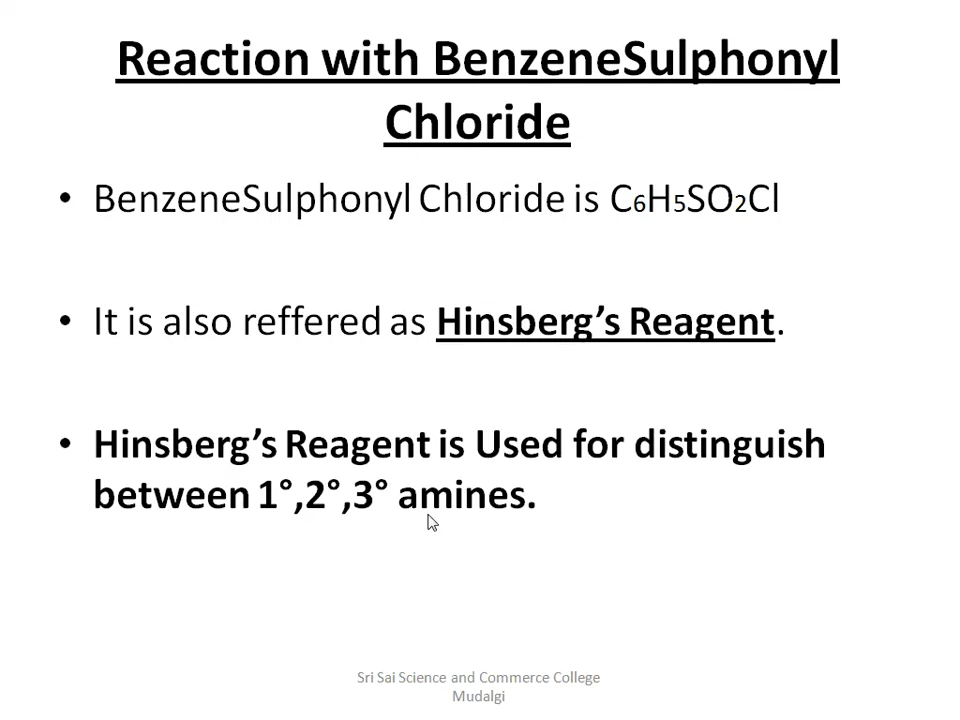 Reaction with BenzeneSulphonyl
Chloride
• BenzeneSulphonyl Chloride is C6H5SO2Cl
• It is also reffered as Hinsberg’s Reagent.
• Hinsberg’s Reagent is Used for distinguish
between 1°,2°,3° amines.
Sri Sai Science and Commerce College
Mudalgi